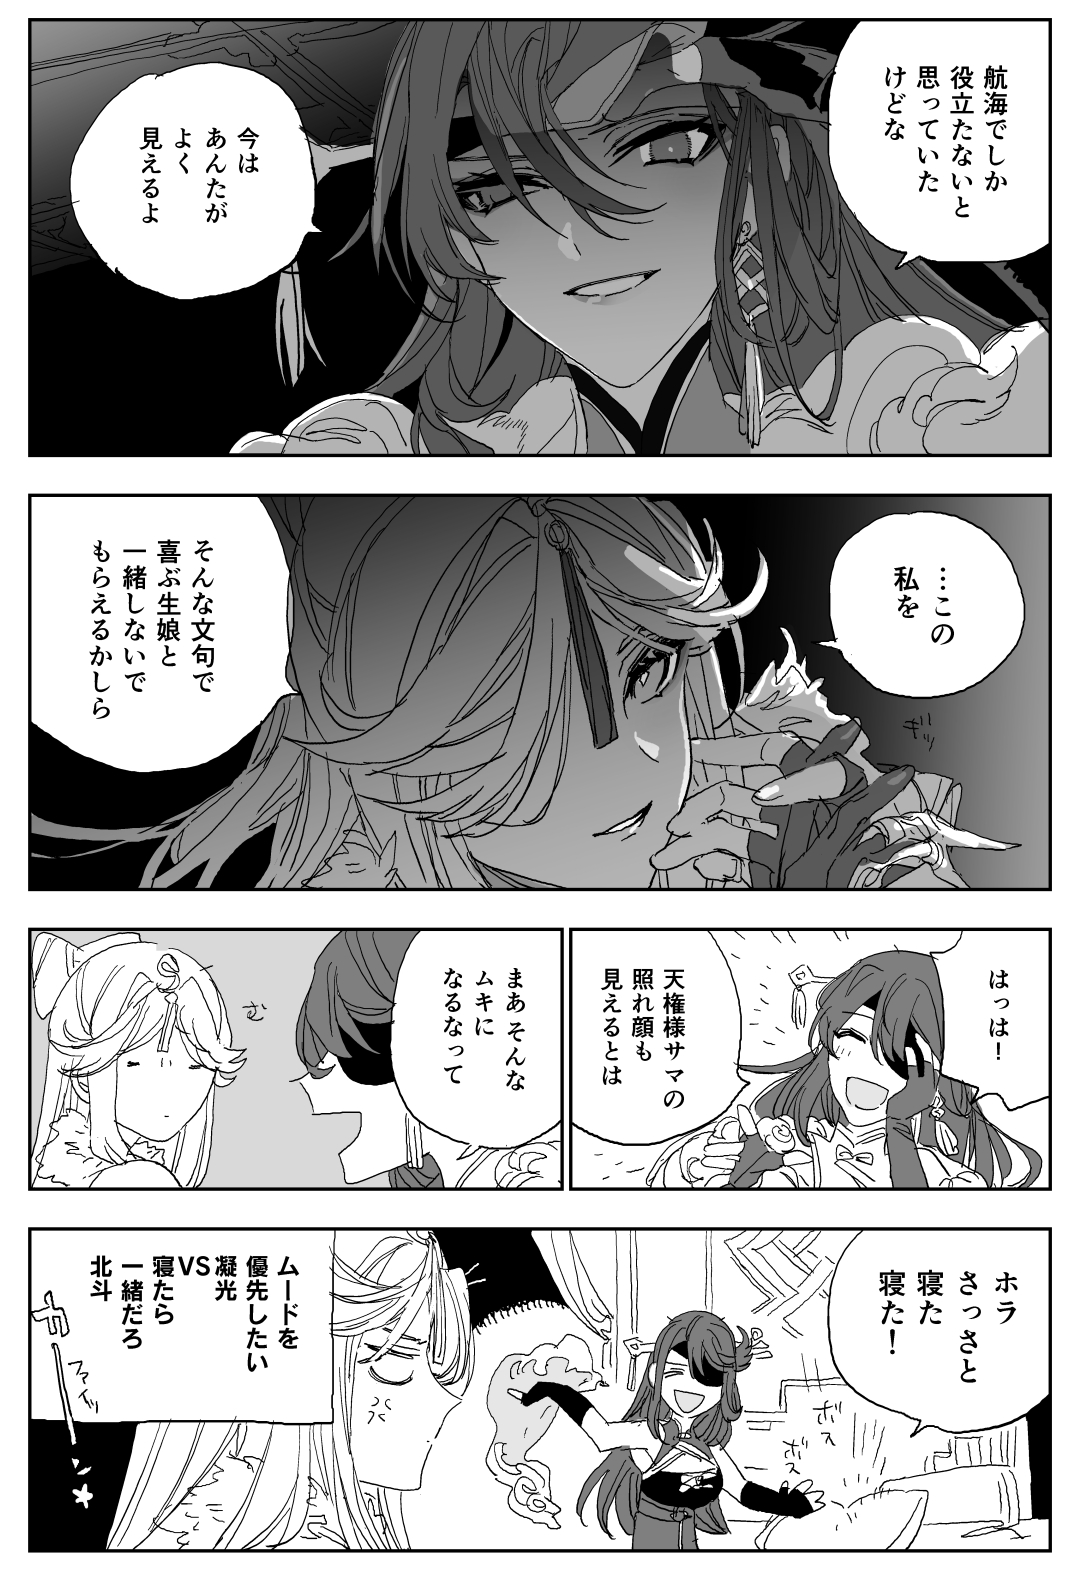 航海でしか
役立たないと
思っていた
けどな
今は
あんたが
よく
見えるよ
…この
私を
ギッ
そんな文句で
喜ぶ生娘と
一緒しないで
もらえるかしら
はっは!
天権様サマの
照れ顔も
見えるとは
まあそんな
ムキに
なるなって
む
ホラ
さっさと
寝た
寝た!
ボス
ボス
ムードを
優先したい
凝光
VS
寝たら
一緒だろ
北斗
ファイッ